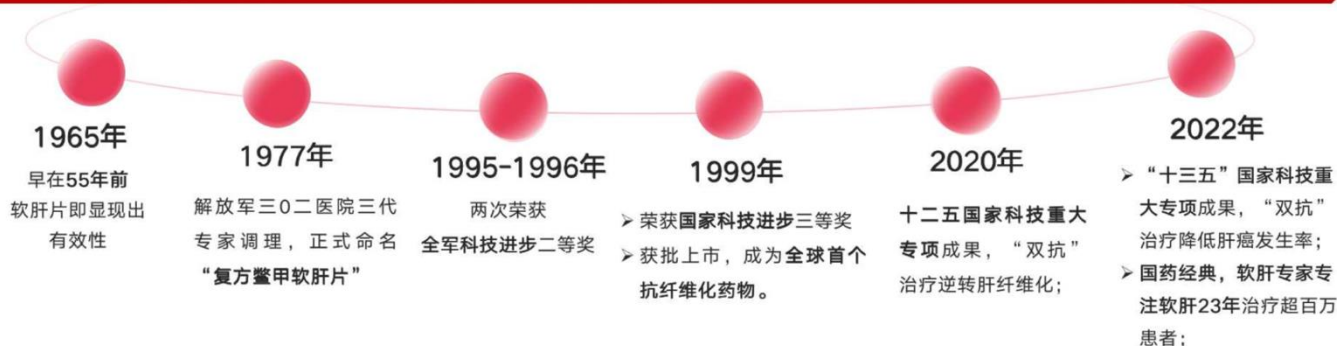 1965年
早在55年前
软肝片即显现出
有效性
1977年
解放军三0二医院三代
专家调理，正式命名
“复方鳖甲软肝片”
1995-1996年
两次荣获
全军科技进步二等奖
1999年
➢ 荣获国家科技进步三等奖
➢ 获批上市，成为全球首个
抗纤维化药物。
2020年
十二五国家科技重大
专项成果，“双抗”
治疗逆转肝纤维化；
2022年
➢ “十三五”国家科技重
大专项成果，“双抗”
治疗降低肝癌发生率；
➢ 国药经典，软肝专家专
注软肝23年治疗超百万
患者；